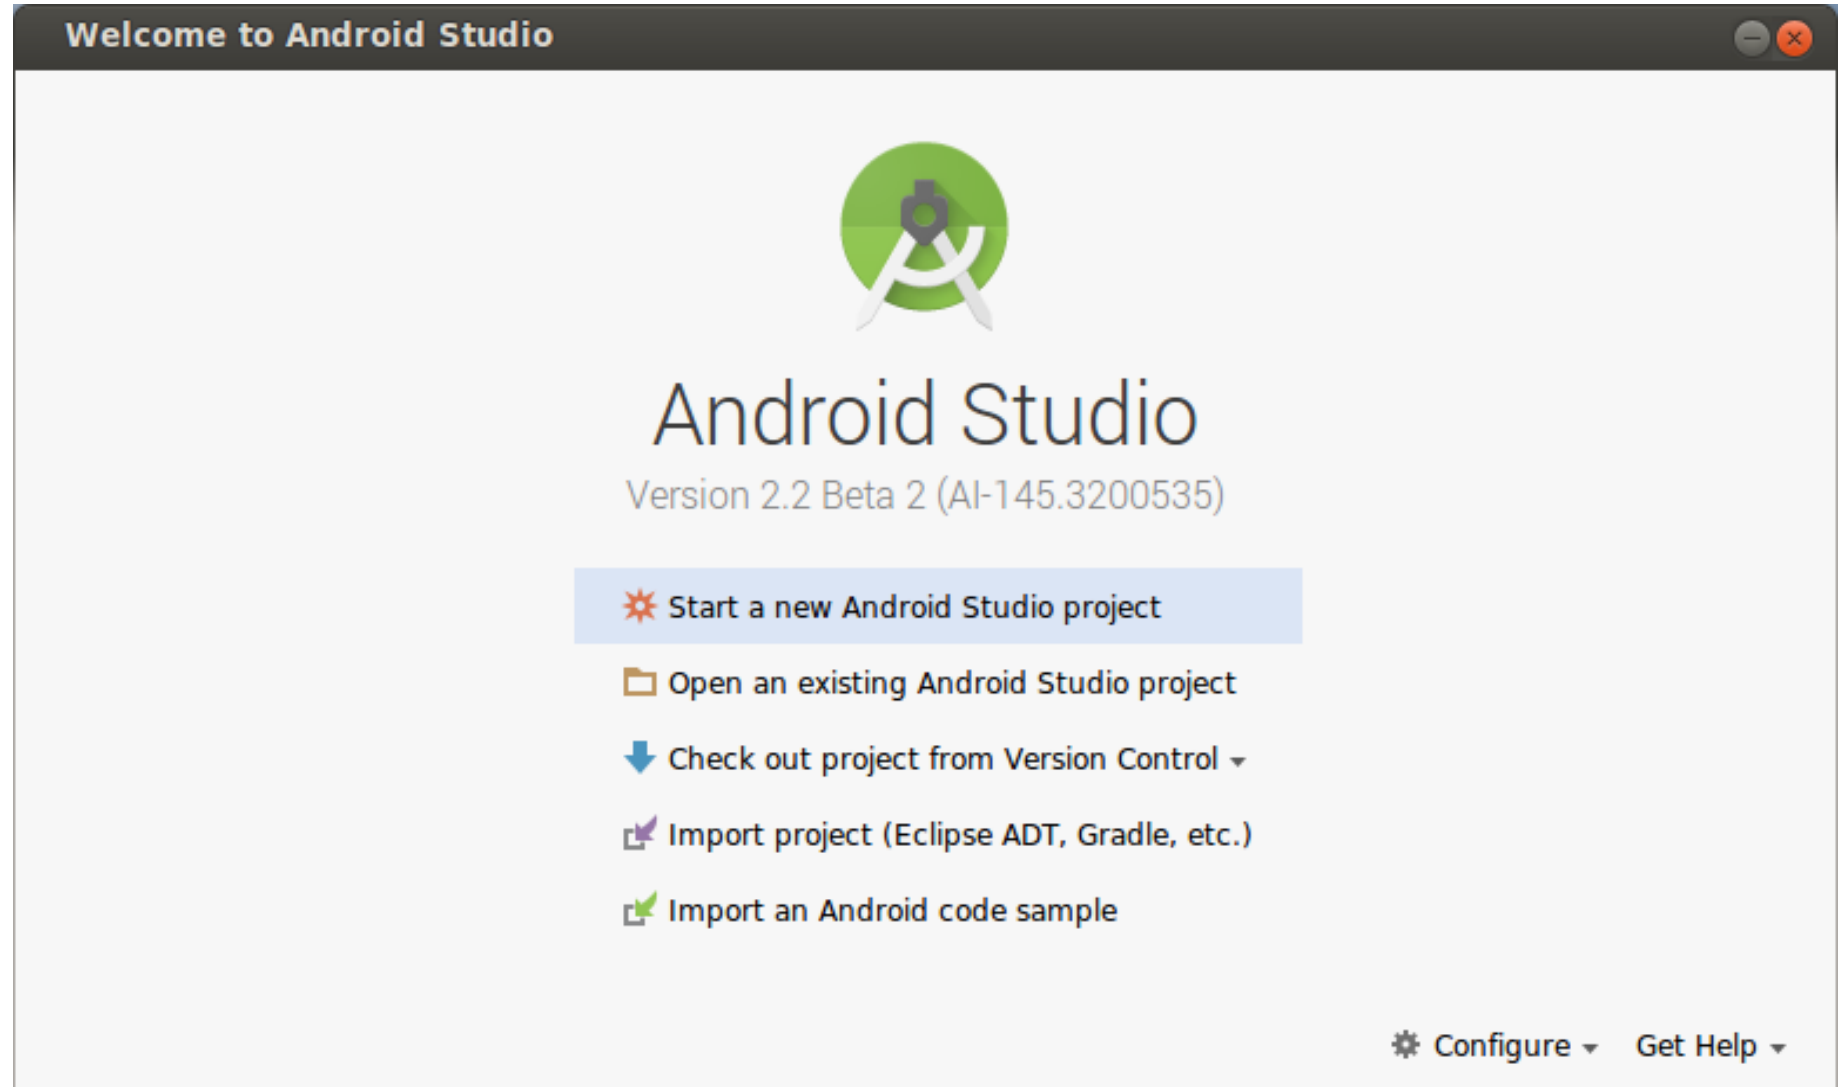 Welcome to Android Studio
Android Studio
Version 2.2 Beta 2 (AI-145.3200535)
Start a new Android Studio project
Open an existing Android Studio project
Check out project from Version Control
Import project (Eclipse ADT, Gradle, etc.)
Import an Android code sample
Configure Get Help